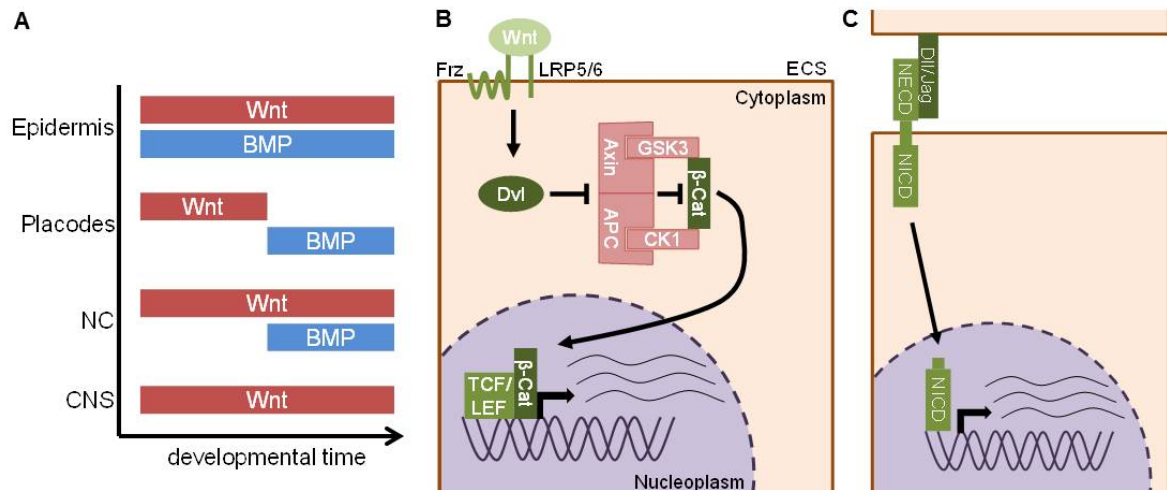 A
Epidermis
Wnt
BMP
Placodes
Wnt
BMP
NC
Wnt
BMP
CNS
Wnt
developmental time
B
Wnt
Frz
LRP5/6
ECS
Cytoplasm
Dvl
Axin
APC
GSK3
CK1
β-Cat
TCF/
LEF
β-Cat
Nucleoplasm
C
Dll/Jag
NECD
NICD
NICD